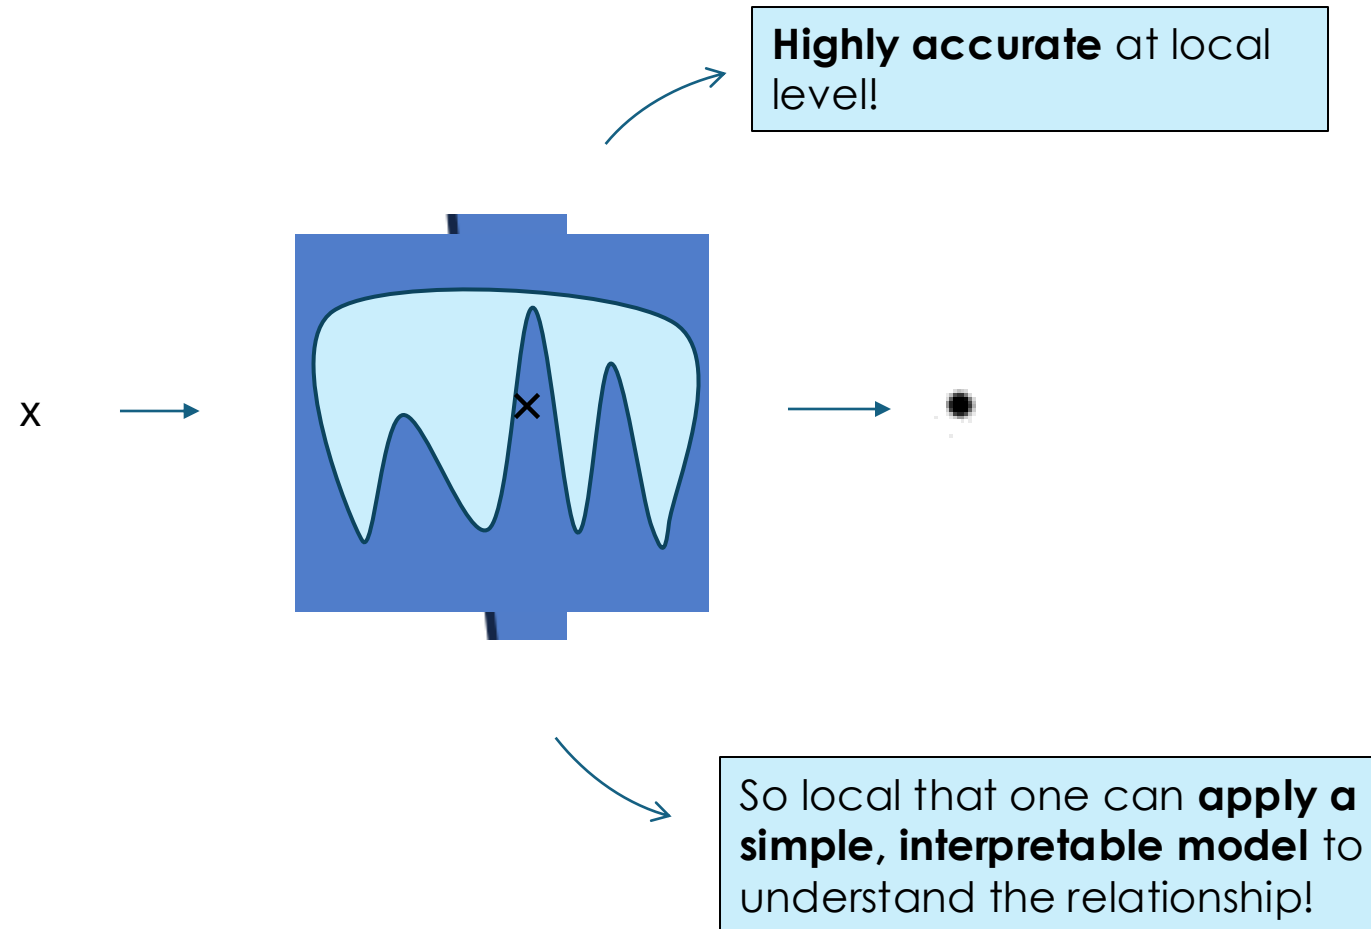 Highly accurate at local
level!
x
So local that one can apply a
simple, interpretable model to
understand the relationship!